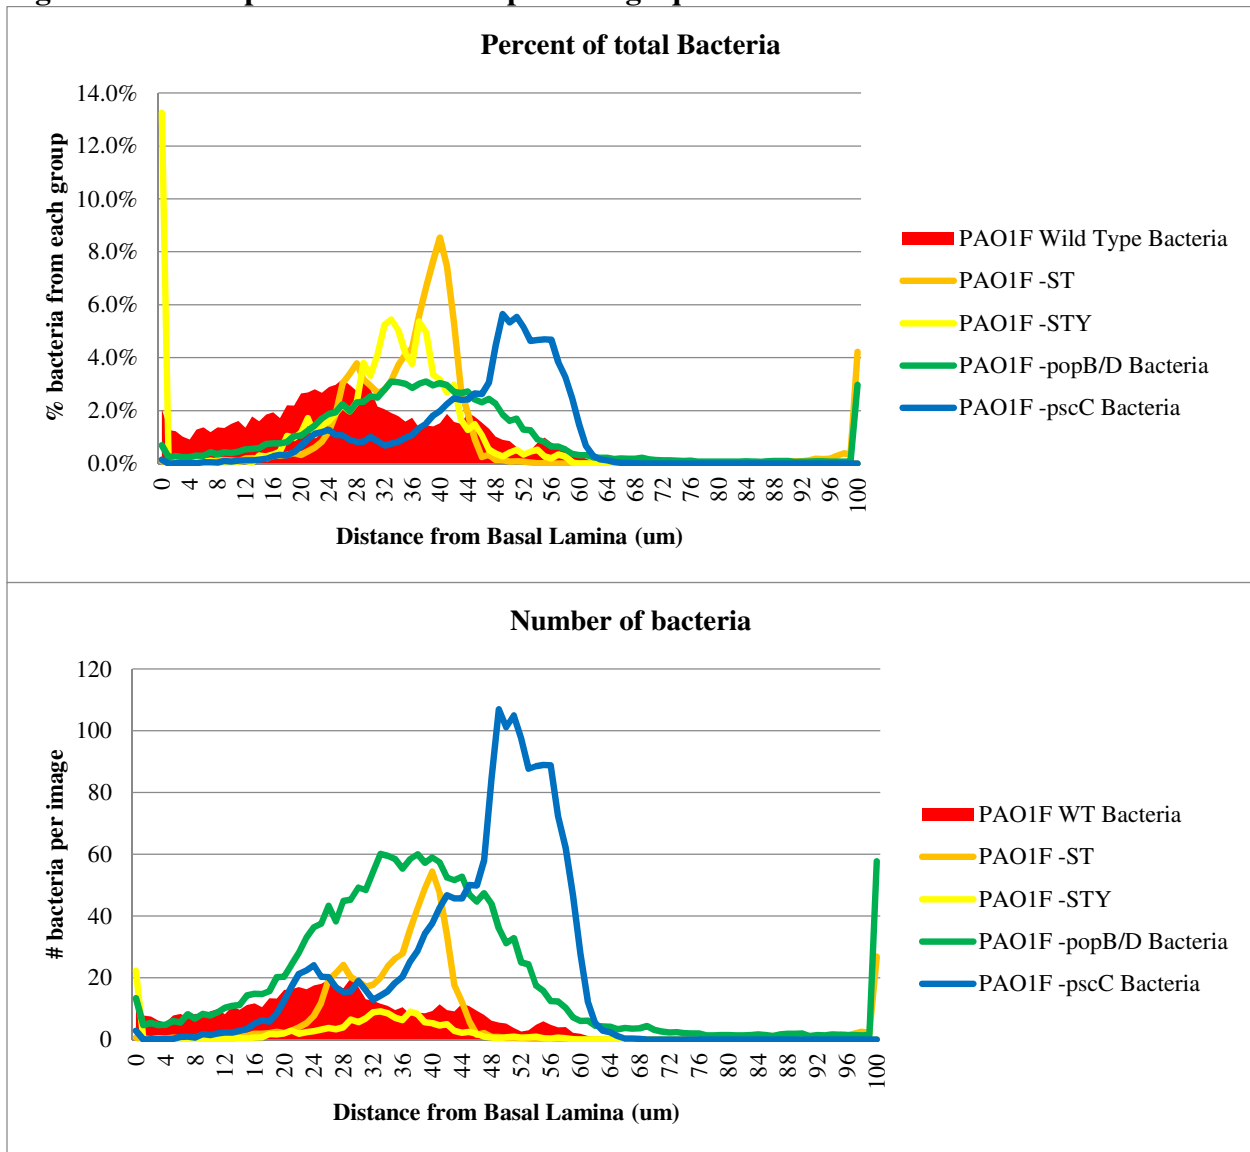 Percent of total Bacteria
14.0%
12.0%
10.0%
8.0%
6.0%
4.0%
2.0%
0.0%
% bacteria from each group
0 4 8 12 16 20 24 28 32 36 40 44 48 52 56 60 64 68 72 76 80 84 88 92 96 100
Distance from Basal Lamina (um)
PAO1F Wild Type Bacteria
PAO1F -ST
PAO1F -STY
PAO1F -popB/D Bacteria
PAO1F -pscC Bacteria
Number of bacteria
120
100
80
60
40
20
0
# bacteria per image
0 4 8 12 16 20 24 28 32 36 40 44 48 52 56 60 64 68 72 76 80 84 88 92 96 100
Distance from Basal Lamina (um)
PAO1F WT Bacteria
PAO1F -ST
PAO1F -STY
PAO1F -popB/D Bacteria
PAO1F -pscC Bacteria